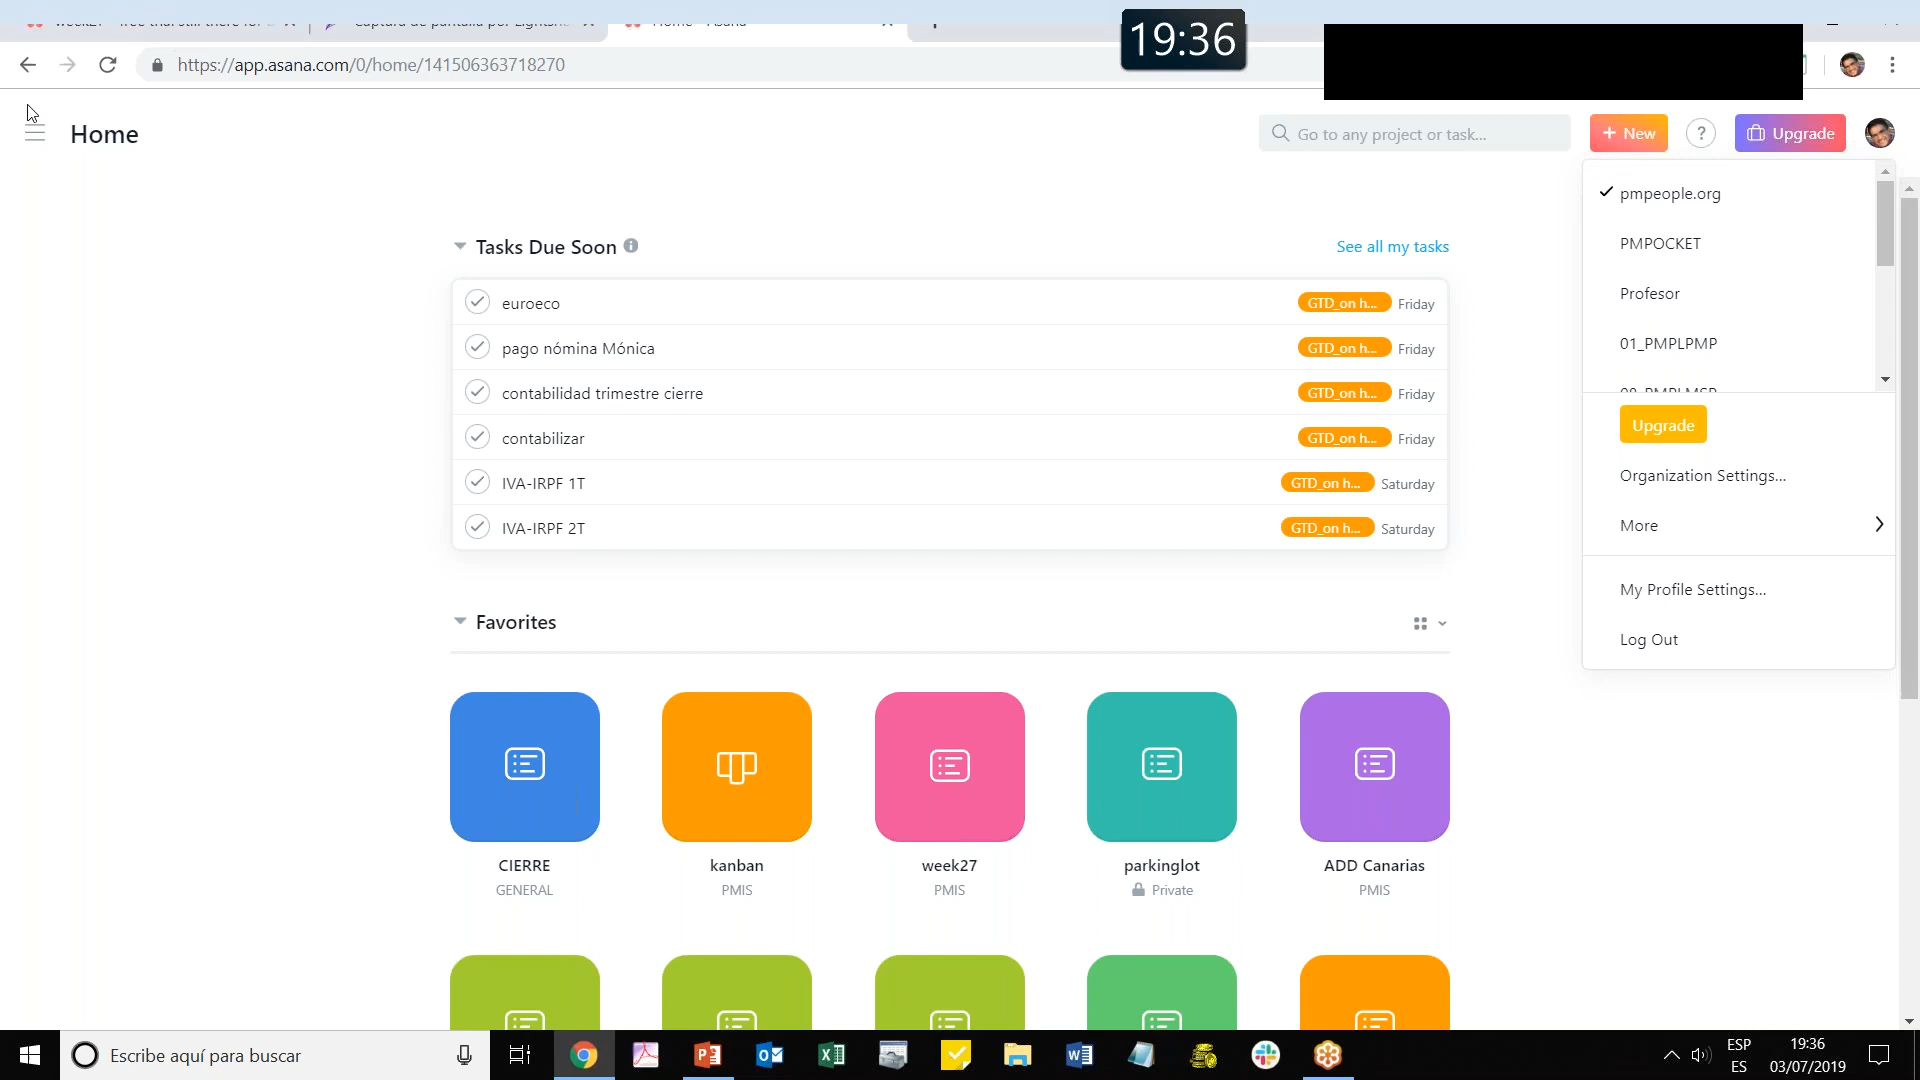 19:36
https://app.asana.com/0/home/141506363718270
Home
Go to any project or task...
+ New
?
Upgrade
pmpeople.org
PMPOCKET
Profesor
01_PMPLPMP
Upgrade
Organization Settings...
More
My Profile Settings...
Log Out
Tasks Due Soon
See all my tasks
euroeco GTD_on h... Friday
pago nómina Mónica GTD_on h... Friday
contabilidad trimestre cierre GTD_on h... Friday
contabilizar GTD_on h... Friday
IVA-IRPF 1T GTD_on h... Saturday
IVA-IRPF 2T GTD_on h... Saturday
Favorites
CIERRE
GENERAL
kanban
PMIS
week27
PMIS
parkinglot
Private
ADD Canarias
PMIS
Escribe aquí para buscar
ESP
ES
19:36
03/07/2019